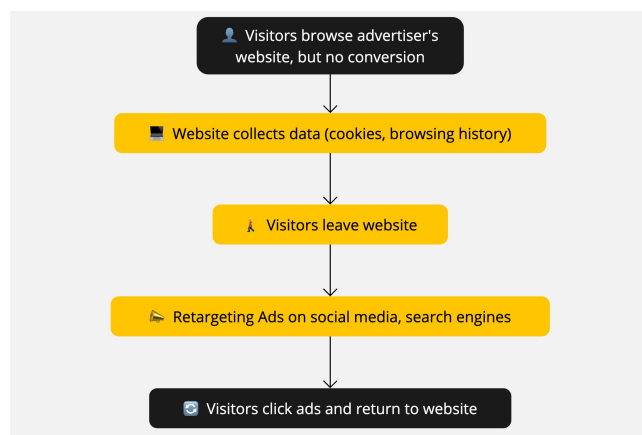 Visitors browse advertiser's
website, but no conversion
Website collects data (cookies, browsing history)
Visitors leave website
Retargeting Ads on social media, search engines
Visitors click ads and return to website